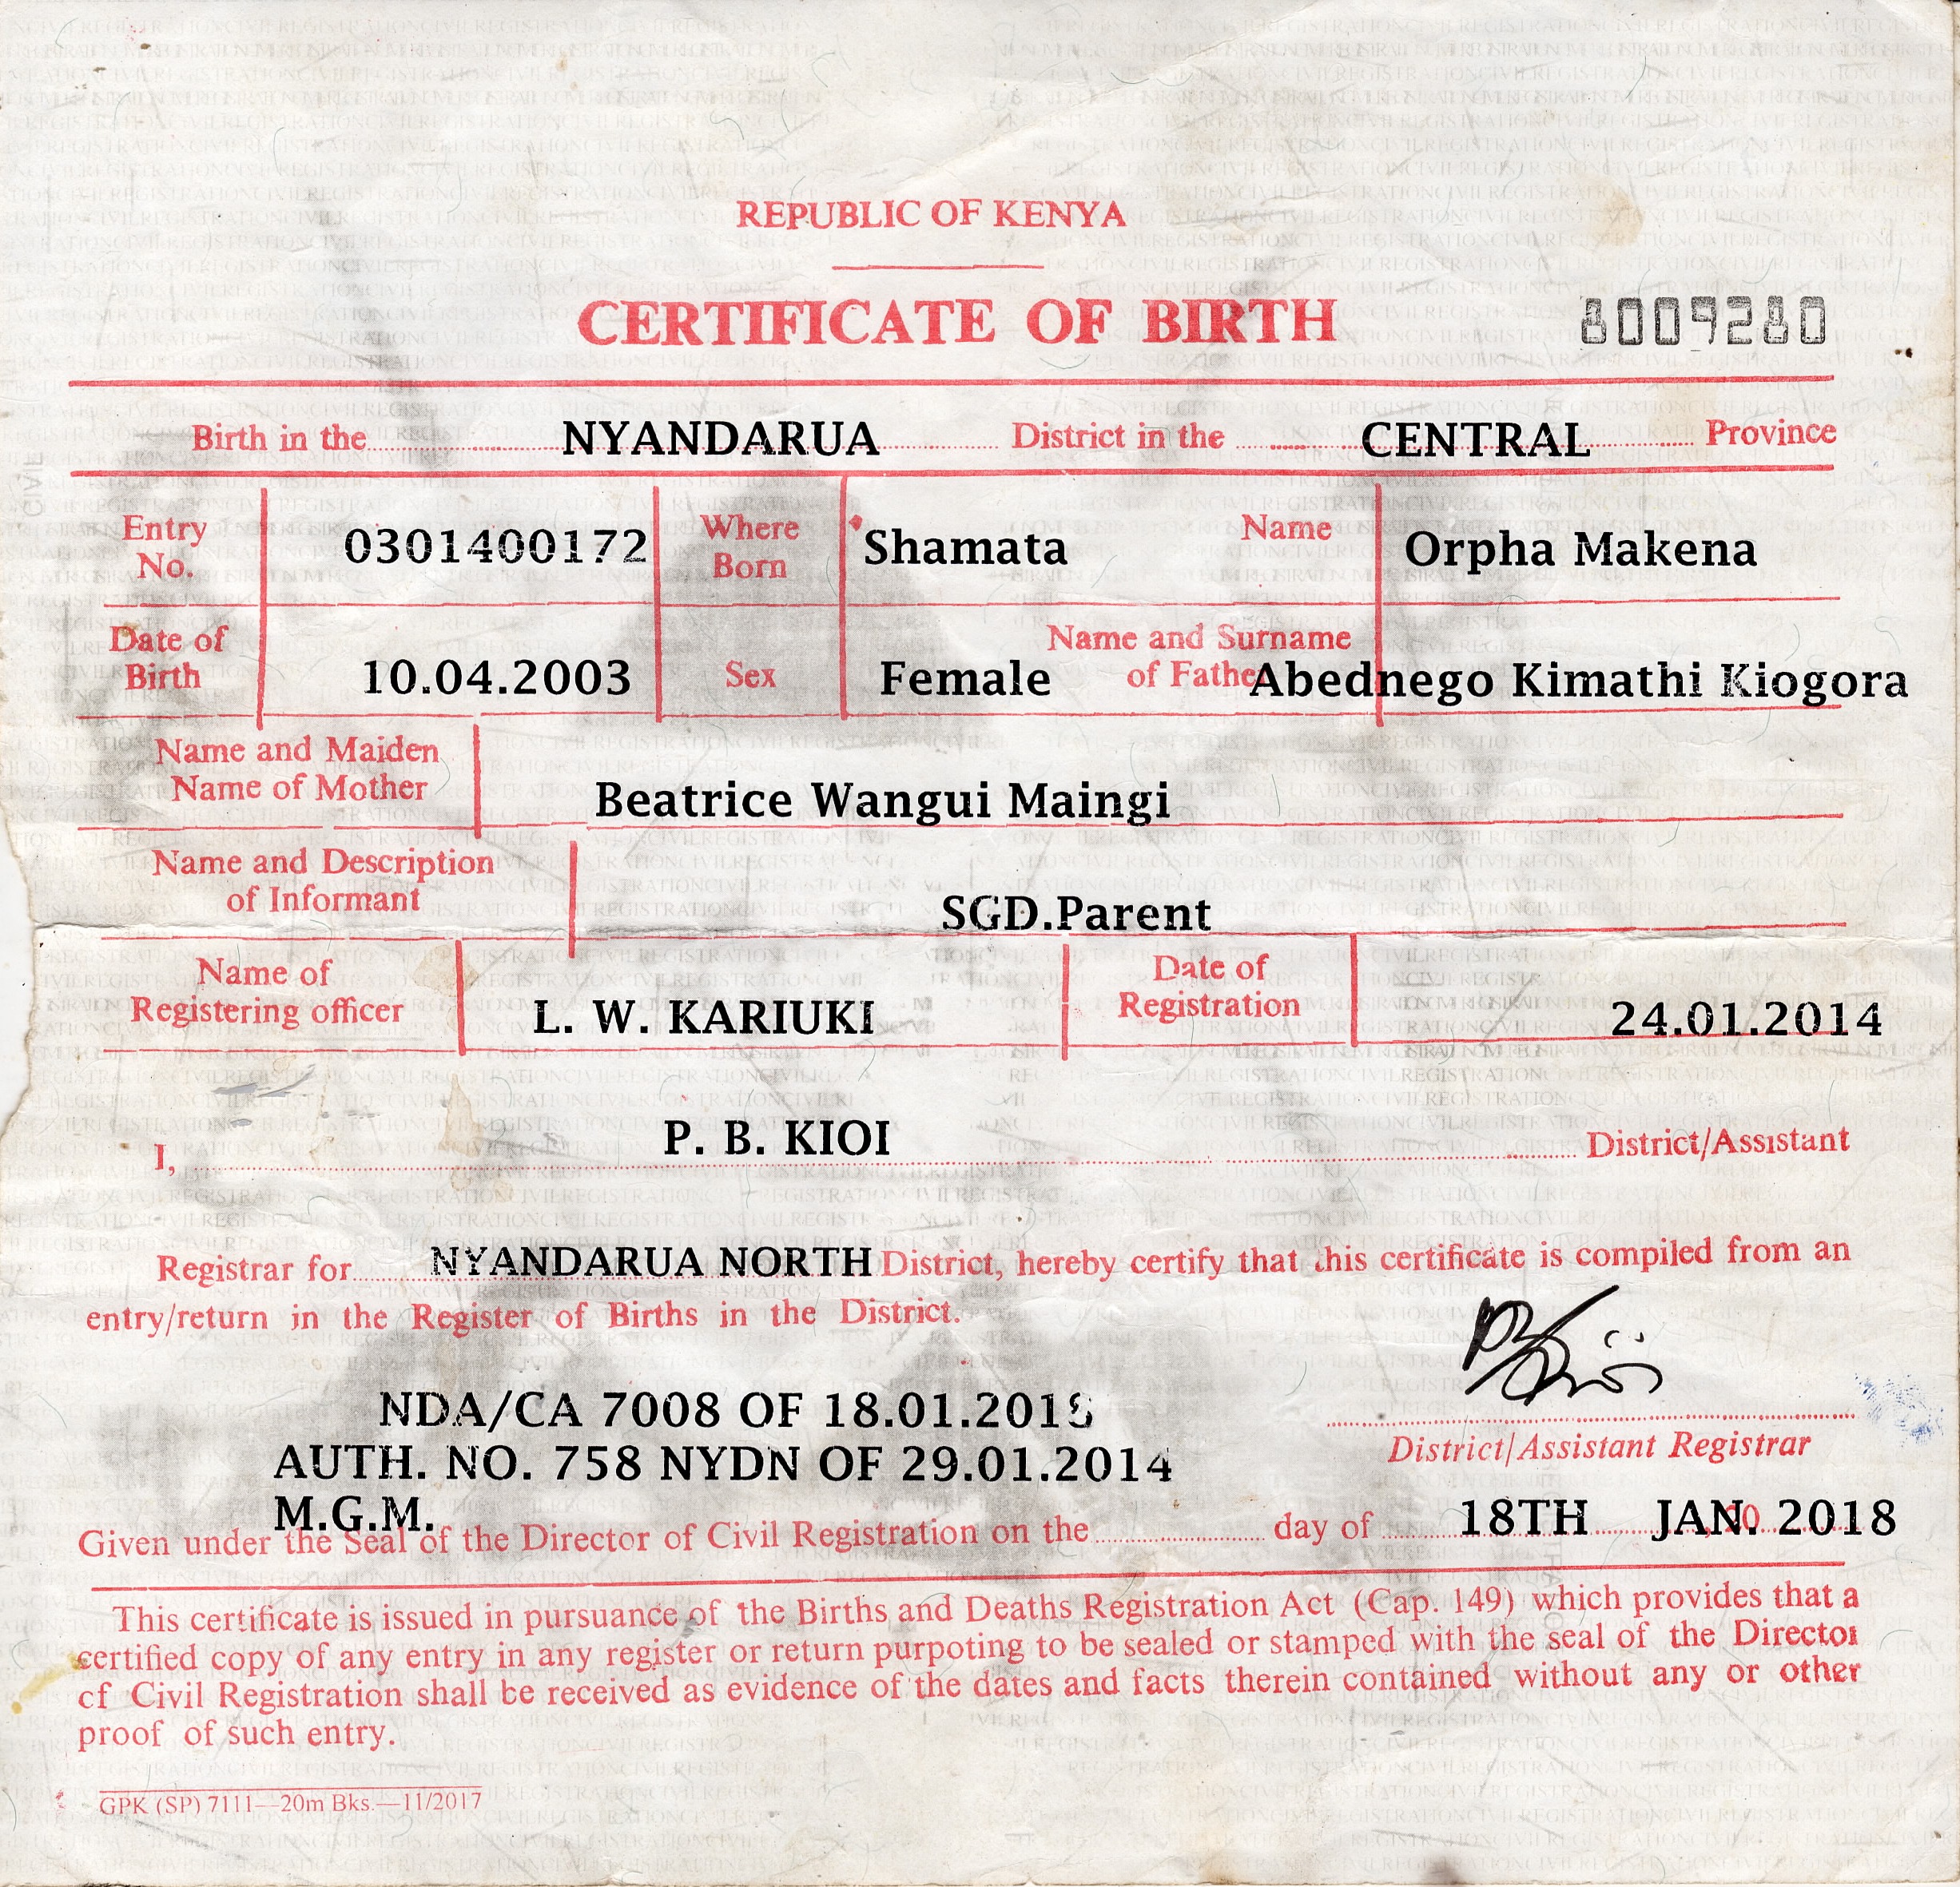 REPUBLIC OF KENYA
CERTIFICATE OF BIRTH
8009280
Birth in the NYANDARUA District in the CENTRAL Province
Entry No. 0301400172 Where Born Shamata Name Orpha Makena
Date of Birth 10.04.2003 Sex Female Name and Surname of Father Abednego Kimathi Kiogora
Name and Maiden Name of Mother Beatrice Wangui Maingi
Name and Description of Informant SGD.Parent
Name of Registering officer L. W. KARIUKI Date of Registration 24.01.2014
I, P. B. KIOI District/Assistant
Registrar for NYANDARUA NORTH District, hereby certify that this certificate is compiled from an
entry/return in the Register of Births in the District.
NDA/CA 7008 OF 18.01.2018
AUTH. NO. 758 NYDN OF 29.01.2014
District/Assistant Registrar
M.G.M.
Given under the Seal of the Director of Civil Registration on the day of 18TH JAN. 2018
This certificate is issued in pursuance of the Births and Deaths Registration Act (Cap. 149) which provides that a
certified copy of any entry in any register or return purpoting to be sealed or stamped with the seal of the Director
of Civil Registration shall be received as evidence of the dates and facts therein contained without any or other
proof of such entry.
GPK (SP) 7111—20m Bks.—11/2017